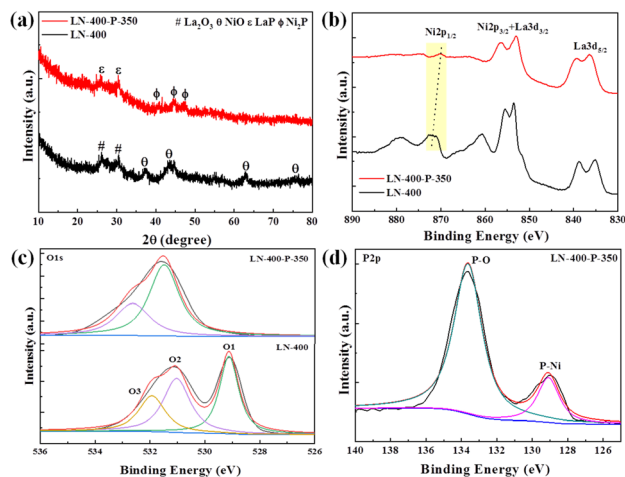 (a)
LN-400-P-350
LN-400
# La₂O₃ θ NiO ε LaP ϕ Ni₂P
ε
ε
ϕ
ϕ
ϕ
#
#
θ
θ
θ
θ
Intensity (a.u.)
10 20 30 40 50 60 70 80
2θ (degree)
(b)
Ni2p₁/₂
Ni2p₃/₂+La3d₃/₂
La3d₅/₂
LN-400-P-350
LN-400
Intensity (a.u.)
890 880 870 860 850 840 830
Binding Energy (eV)
(c)
O1s
LN-400-P-350
LN-400
O1
O2
O3
Intensity (a.u.)
536 534 532 530 528 526
Binding Energy (eV)
(d)
P2p
P-O
LN-400-P-350
P-Ni
Intensity (a.u.)
140 138 135 133 130 128 126
Binding Energy (eV)